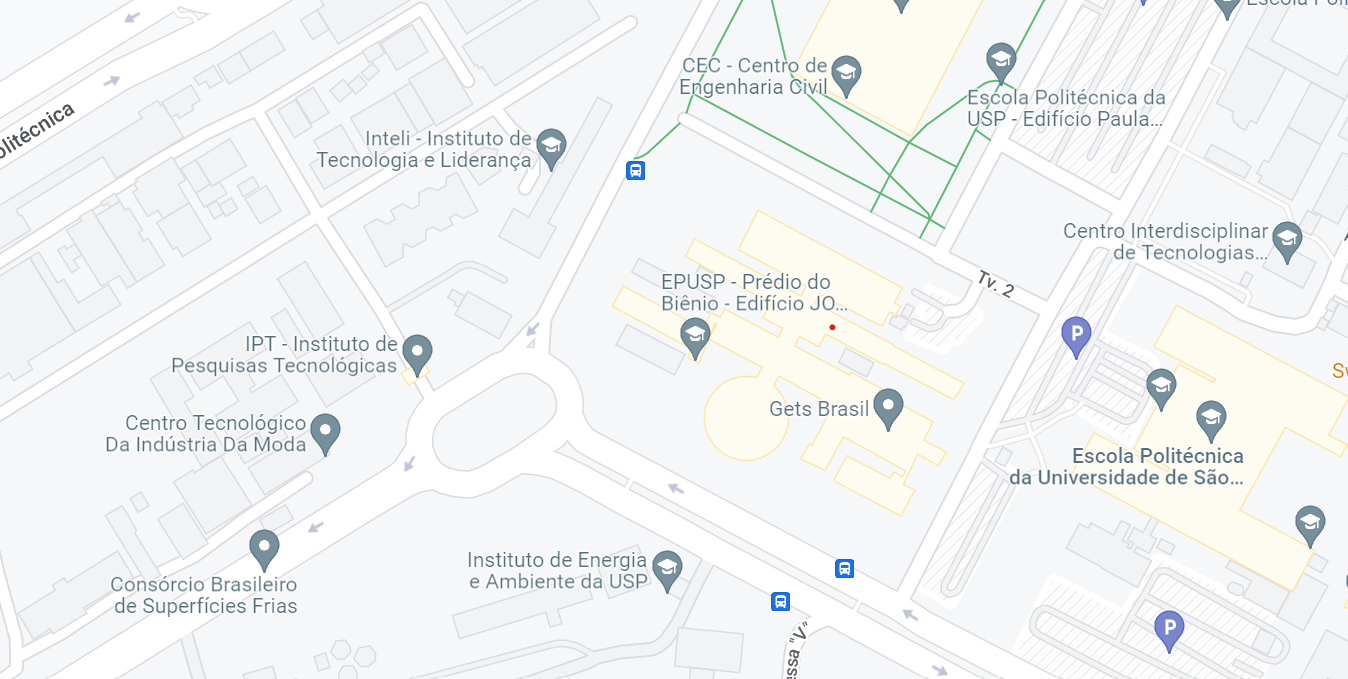 Escola Poli
CEC - Centro de
Engenharia Civil
Escola Politécnica da
USP - Edifício Paula...
olitécnica
Inteli - Instituto de
Tecnologia e Liderança
Centro Interdisciplinar
de Tecnologias...
EPUSP - Prédio do
Biênio - Edifício JO...
Tv. 2
P
IPT - Instituto de
Pesquisas Tecnológicas
Sw
Gets Brasil
Centro Tecnológico
Da Indústria Da Moda
Escola Politécnica
da Universidade de São...
Instituto de Energia
e Ambiente da USP
Consórcio Brasileiro
de Superfícies Frias
essa "V"
P